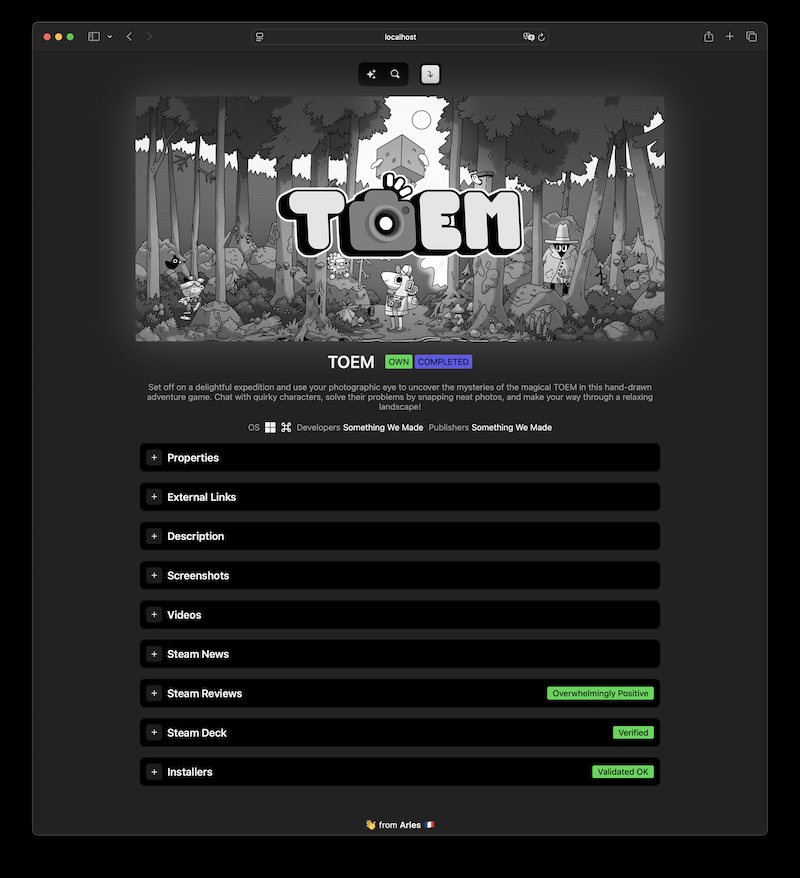 localhost
TOEM
TOEM OWN COMPLETED
Set off on a delightful expedition and use your photographic eye to uncover the mysteries of the magical TOEM in this hand-drawn
adventure game. Chat with quirky characters, solve their problems by snapping neat photos, and make your way through a relaxing
landscape!
OS Developers Something We Made Publishers Something We Made
+ Properties
+ External Links
+ Description
+ Screenshots
+ Videos
+ Steam News
+ Steam Reviews Overwhelmingly Positive
+ Steam Deck Verified
+ Installers Validated OK
👋 from Arles 🇫🇷